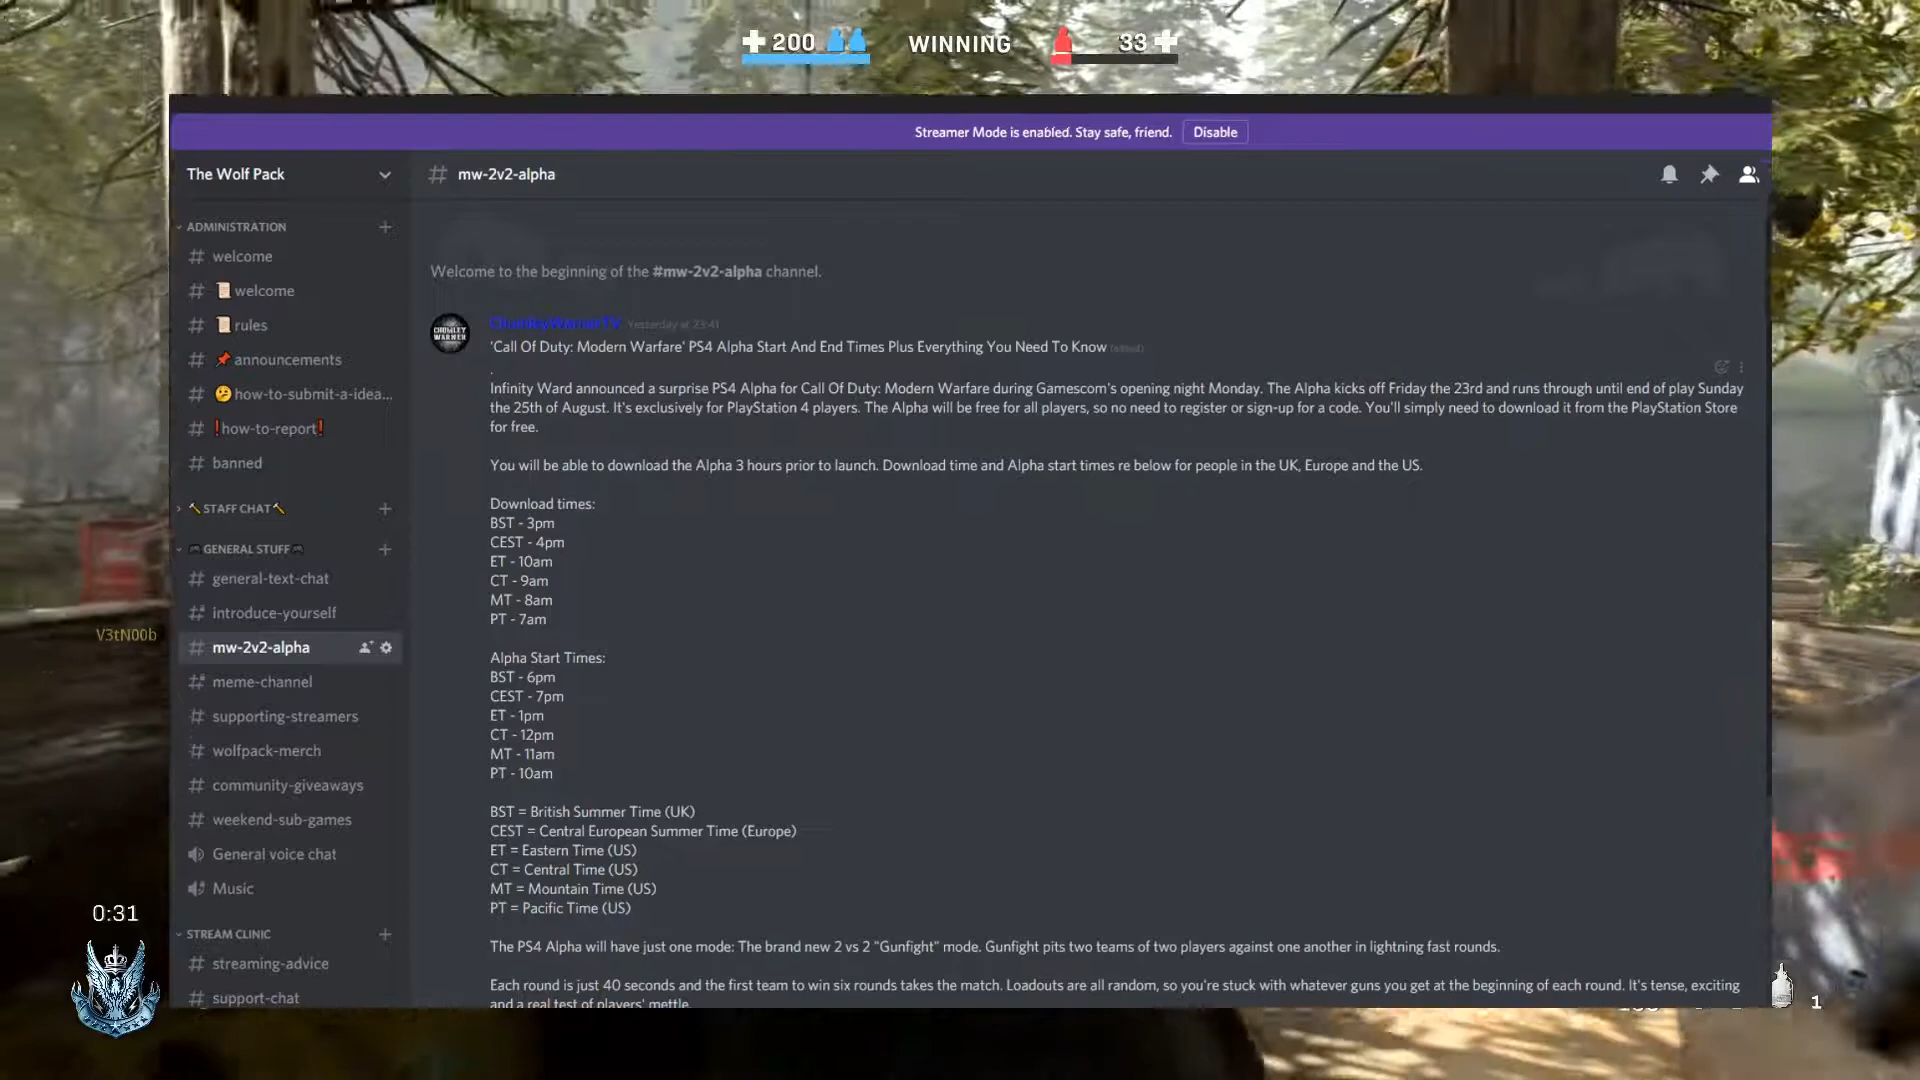 200 WINNING 33
Streamer Mode is enabled. Stay safe, friend. Disable
The Wolf Pack
# mw-2v2-alpha
ADMINISTRATION
# welcome
# welcome
# rules
# announcements
# how-to-submit-a-idea...
# how-to-report
# banned
STAFF CHAT
GENERAL STUFF
# general-text-chat
# introduce-yourself
# mw-2v2-alpha
# meme-channel
# supporting-streamers
# wolfpack-merch
# community-giveaways
# weekend-sub-games
General voice chat
Music
STREAM CLINIC
# streaming-advice
# support-chat
Welcome to the beginning of the #mw-2v2-alpha channel.
CHUMLEY WARNER
ChumleyWarnerTV Yesterday at 23:41
'Call Of Duty: Modern Warfare' PS4 Alpha Start And End Times Plus Everything You Need To Know (edited)
.
Infinity Ward announced a surprise PS4 Alpha for Call Of Duty: Modern Warfare during Gamescom's opening night Monday. The Alpha kicks off Friday the 23rd and runs through until end of play Sunday
the 25th of August. It's exclusively for PlayStation 4 players. The Alpha will be free for all players, so no need to register or sign-up for a code. You'll simply need to download it from the PlayStation Store
for free.
You will be able to download the Alpha 3 hours prior to launch. Download time and Alpha start times re below for people in the UK, Europe and the US.
Download times:
BST - 3pm
CEST - 4pm
ET - 10am
CT - 9am
MT - 8am
PT - 7am
Alpha Start Times:
BST - 6pm
CEST - 7pm
ET - 1pm
CT - 12pm
MT - 11am
PT - 10am
BST = British Summer Time (UK)
CEST = Central European Summer Time (Europe)
ET = Eastern Time (US)
CT = Central Time (US)
MT = Mountain Time (US)
PT = Pacific Time (US)
The PS4 Alpha will have just one mode: The brand new 2 vs 2 "Gunfight" mode. Gunfight pits two teams of two players against one another in lightning fast rounds.
Each round is just 40 seconds and the first team to win six rounds takes the match. Loadouts are all random, so you're stuck with whatever guns you get at the beginning of each round. It's tense, exciting
and a real test of players' mettle.
V3tN00b
0:31
1